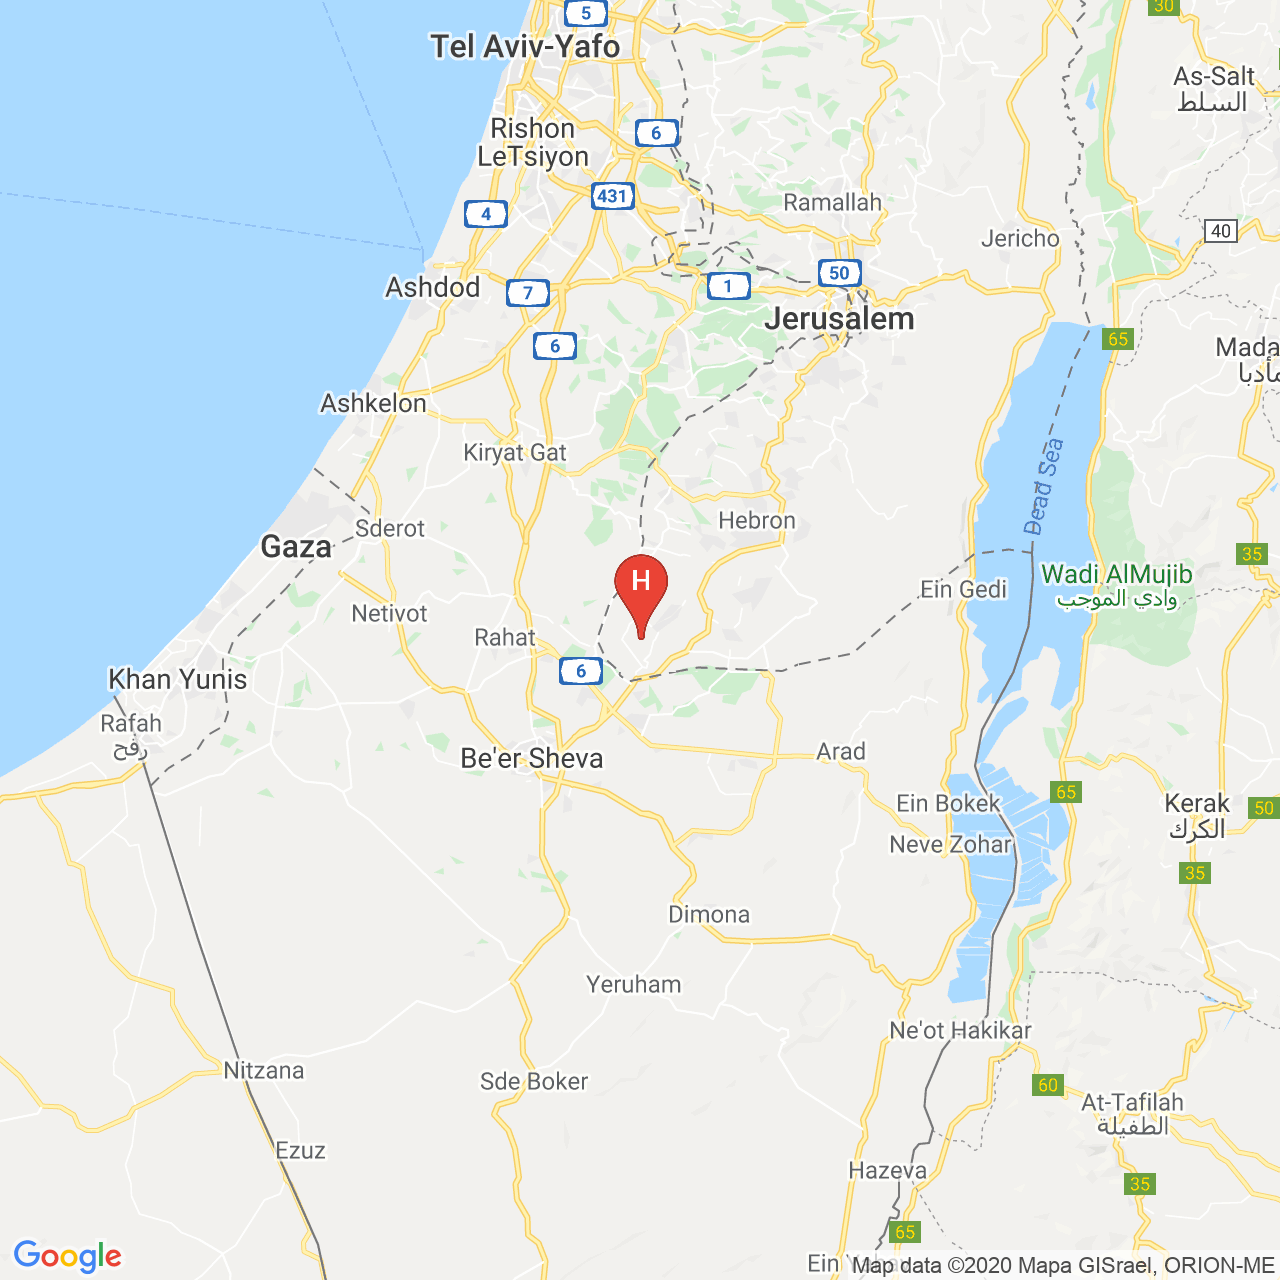 5
30
Tel Aviv-Yafo
As-Salt
السلط
Rishon
LeTsiyon
6
431
4
Ramallah
40
Jericho
50
Ashdod
7
1
Jerusalem
6
65
Mada
مأدبا
Ashkelon
Kiryat Gat
Dead Sea
Sderot
Hebron
Gaza
35
H
Wadi AlMujib
وادي الموجب
Ein Gedi
Netivot
Rahat
6
Khan Yunis
Rafah
رفح
Be'er Sheva
Arad
65
Ein Bokek
Kerak
الكرك
50
Neve Zohar
35
Dimona
Yeruham
Ne'ot Hakikar
Nitzana
Sde Boker
60
At-Tafilah
الطفيلة
Ezuz
Hazeva
35
65
Google
Map data ©2020 Mapa GISrael, ORION-ME